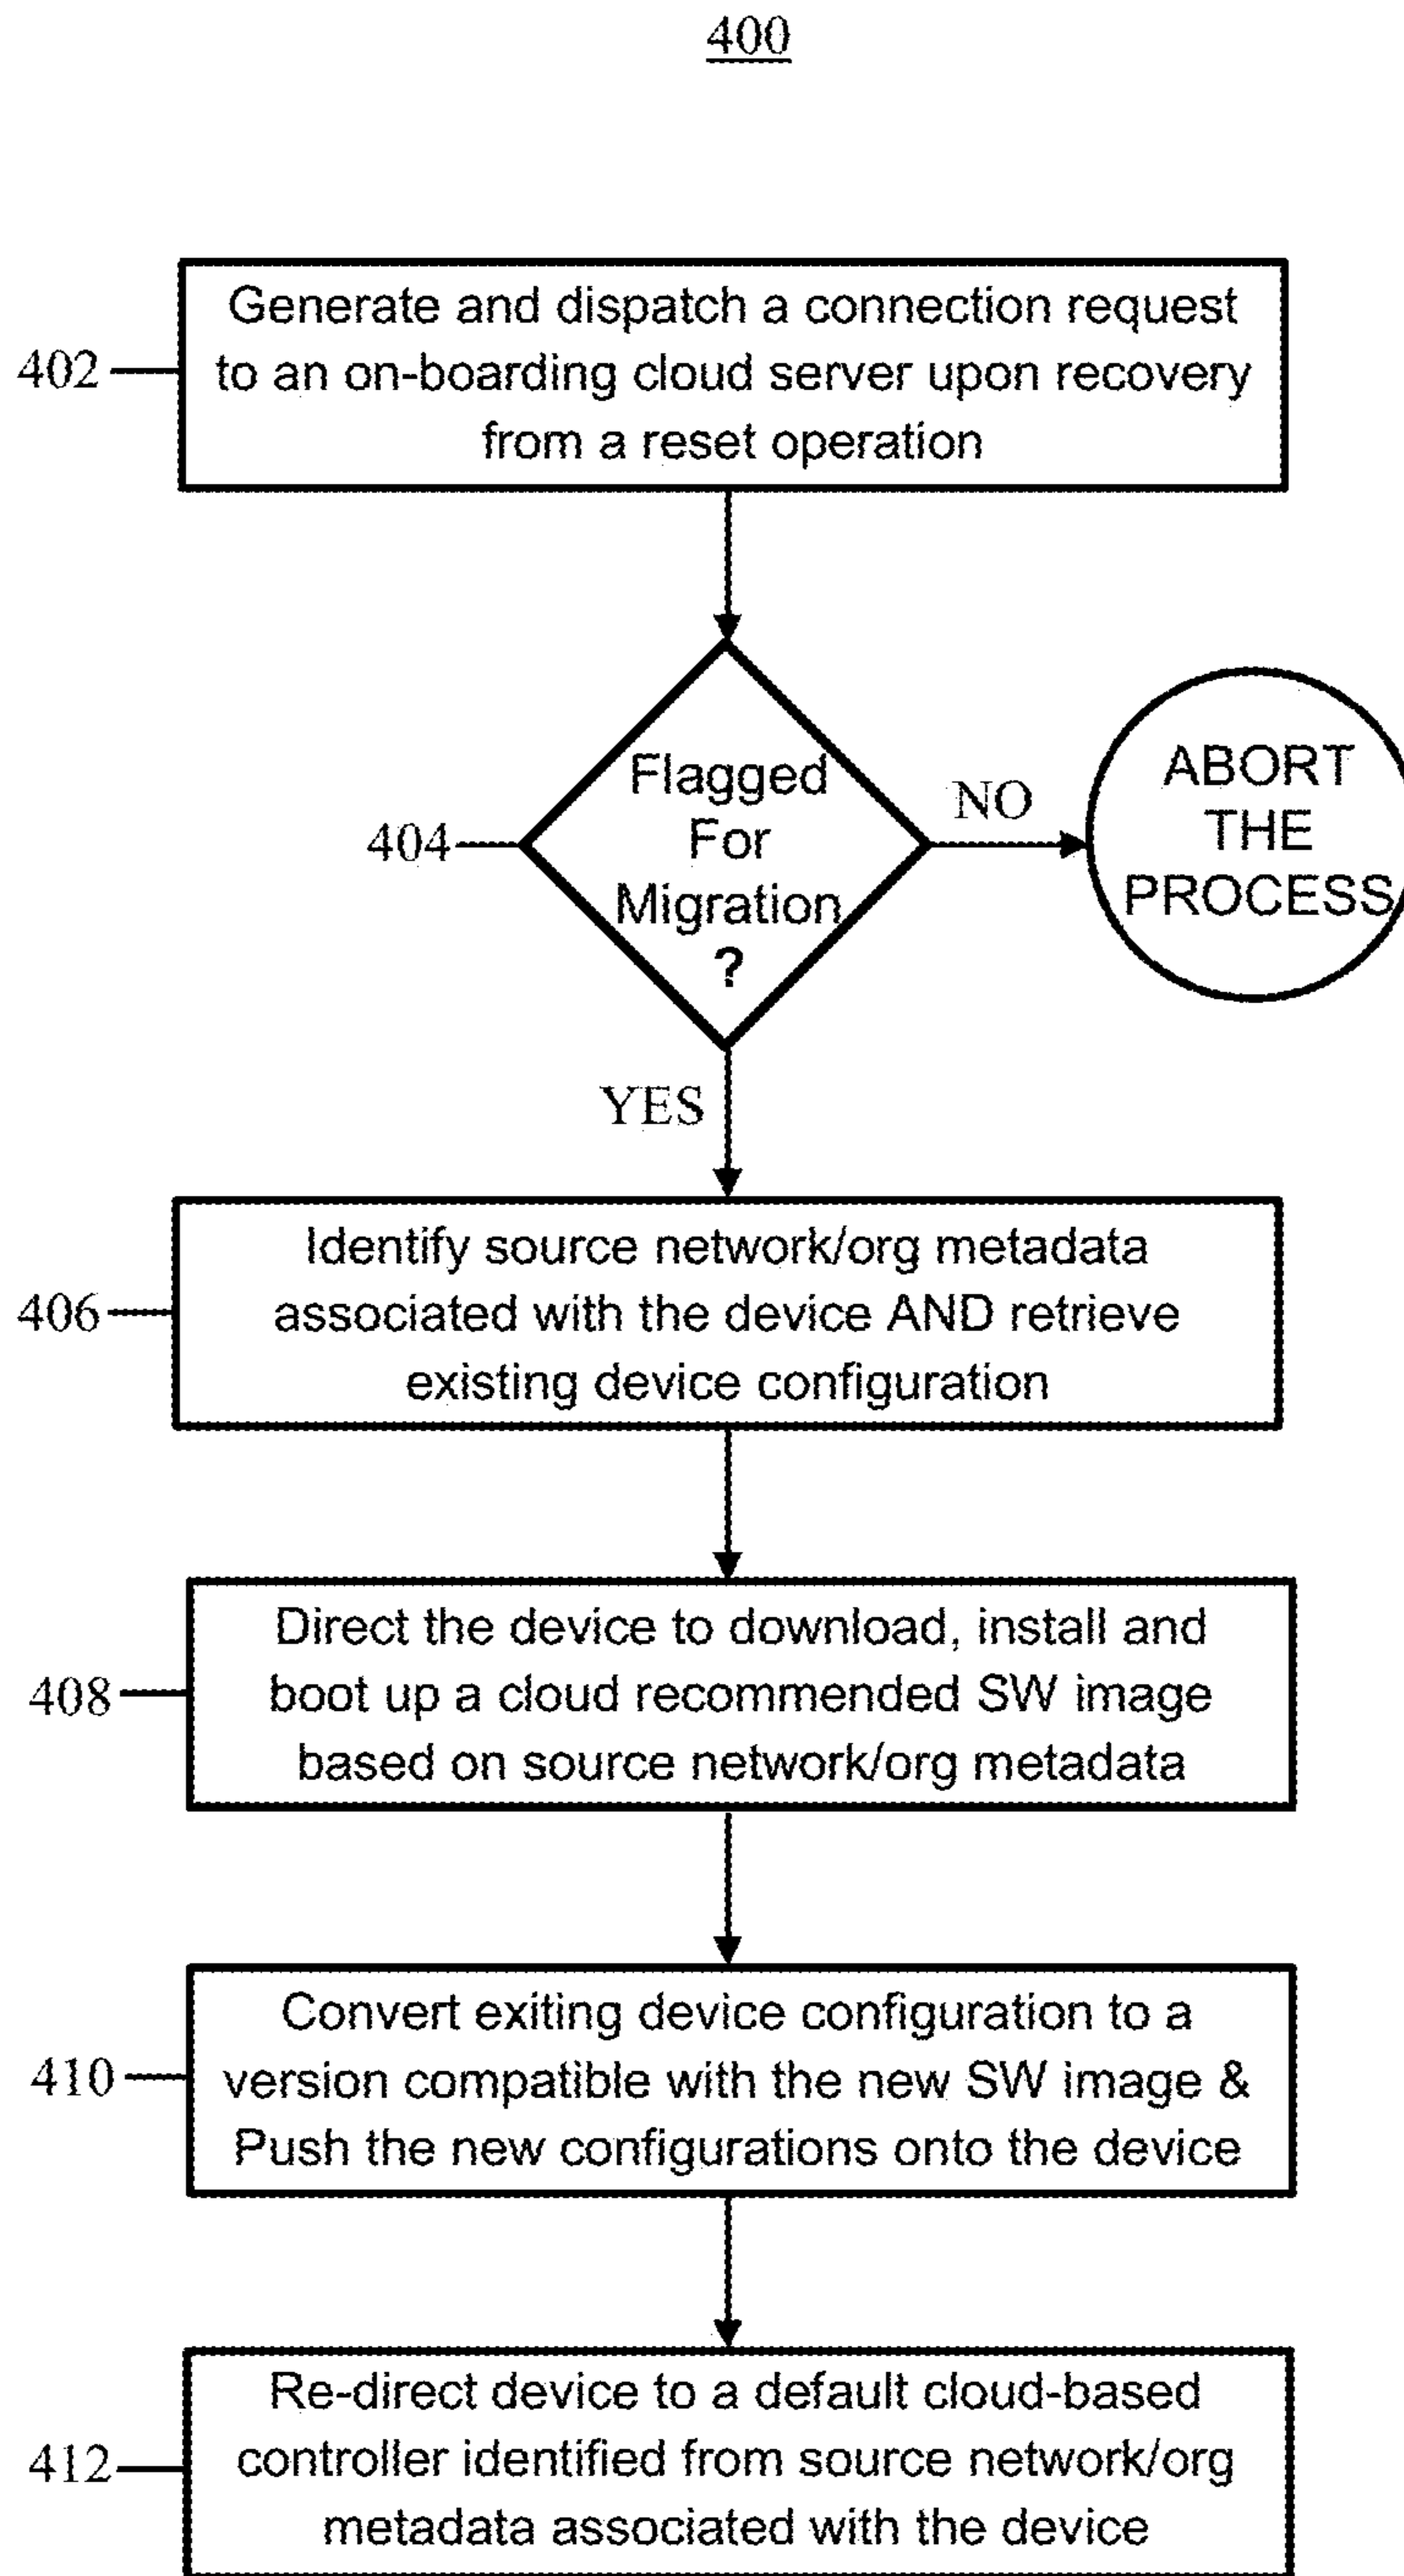 400
Generate and dispatch a connection request
402
to an on-boarding cloud server upon recovery
from a reset operation
Flagged
For
Migration
?
404
NO
ABORT
THE
PROCESS
YES
Identify source network/org metadata
406
associated with the device AND retrieve
existing device configuration
Direct the device to download, install and
408
boot up a cloud recommended SW image
based on source network/org metadata
Convert exiting device configuration to a
410
version compatible with the new SW image &
Push the new configurations onto the device
Re-direct device to a default cloud-based
412
controller identified from source network/org
metadata associated with the device